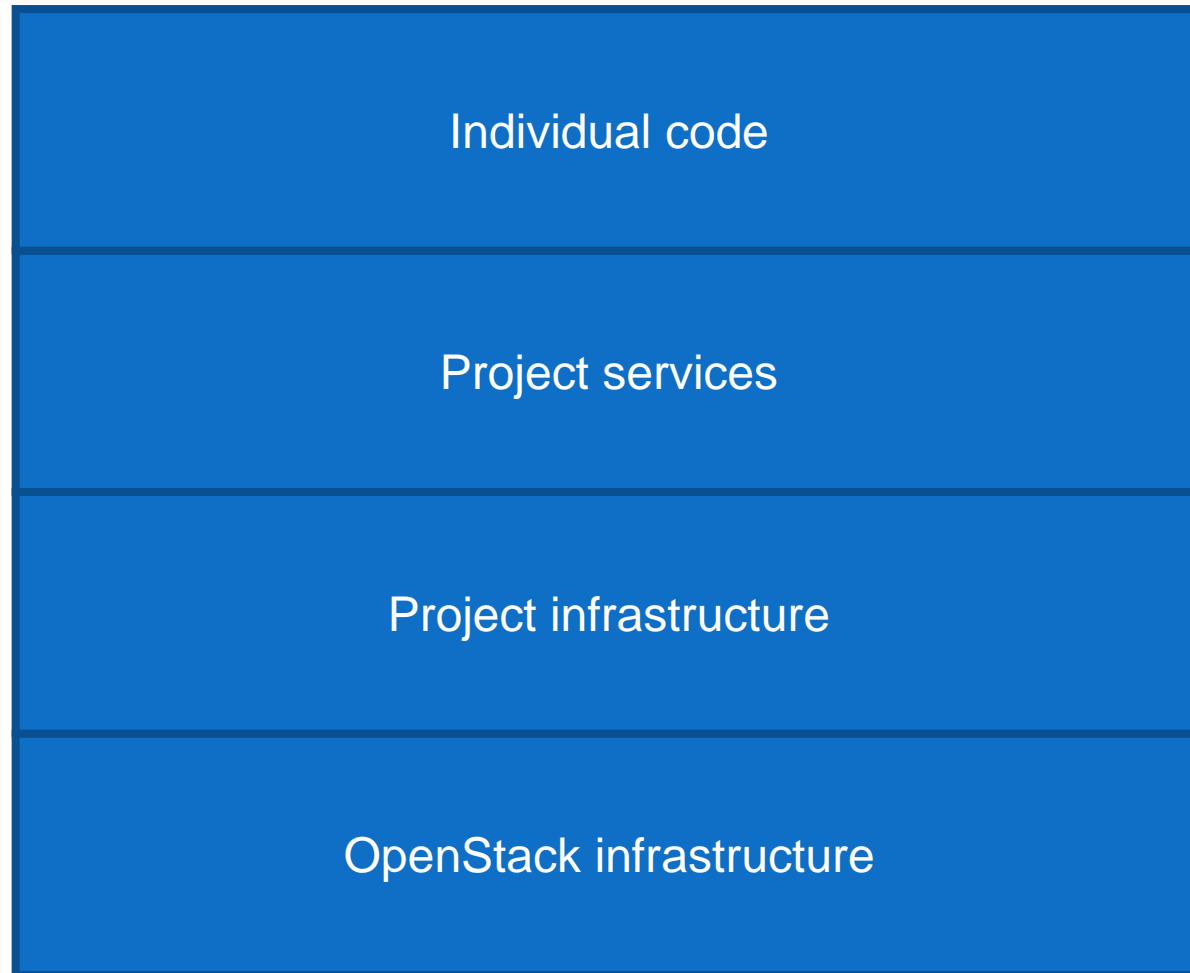 Individual code
Project services
Project infrastructure
OpenStack infrastructure